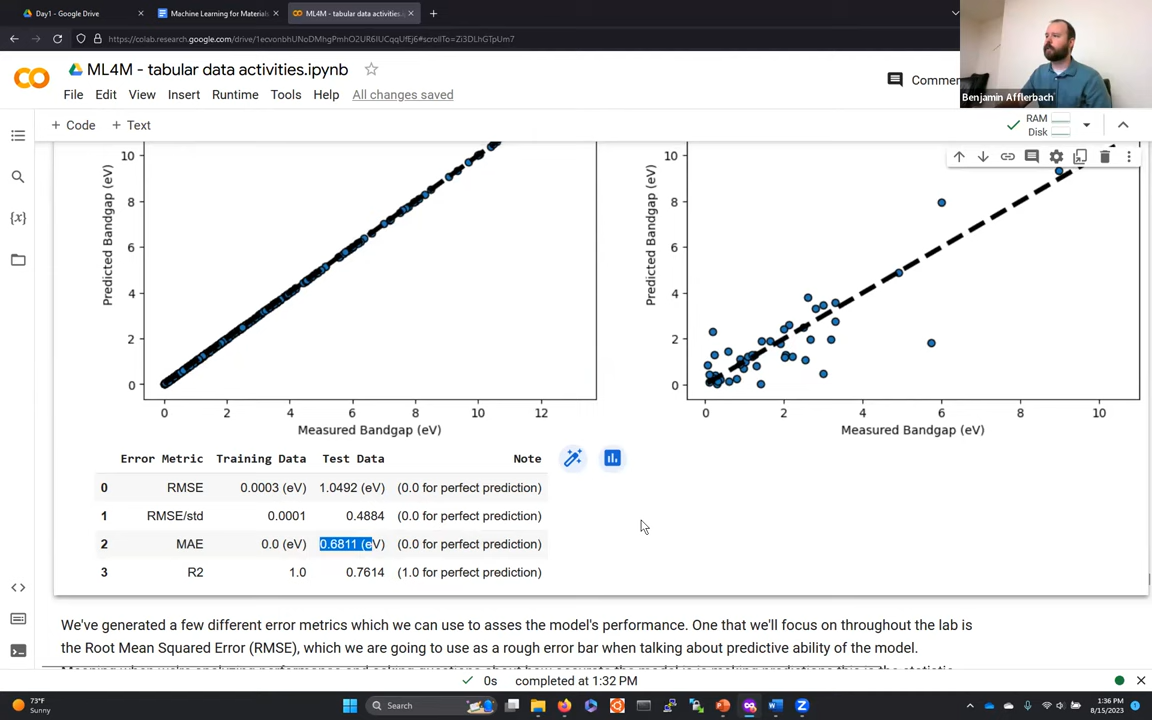 Day1 - Google Drive
Machine Learning for Materials
ML4M - tabular data activities.ip
https://colab.research.google.com/drive/1ecvonbhUNoDMhgPmhO2UR6IUCqqUfEj6#scrollTo=Zi3DLhGTpUm7
ML4M - tabular data activities.ipynb
File Edit View Insert Runtime Tools Help All changes saved
Comme
Benjamin Afflerbach
+ Code + Text
RAM
Disk
10
8
6
4
2
0
Predicted Bandgap (eV)
0 2 4 6 8 10 12
Measured Bandgap (eV)
10
8
6
4
2
0
Predicted Bandgap (eV)
0 2 4 6 8 10
Measured Bandgap (eV)
Error Metric Training Data Test Data Note
0 RMSE 0.0003 (eV) 1.0492 (eV) (0.0 for perfect prediction)
1 RMSE/std 0.0001 0.4884 (0.0 for perfect prediction)
2 MAE 0.0 (eV) 0.6811 (eV) (0.0 for perfect prediction)
3 R2 1.0 0.7614 (1.0 for perfect prediction)
We've generated a few different error metrics which we can use to asses the model's performance. One that we'll focus on throughout the lab is
the Root Mean Squared Error (RMSE), which we are going to use as a rough error bar when talking about predictive ability of the model.
0s completed at 1:32 PM
73°F
Sunny
Search
1:36 PM
8/15/2023